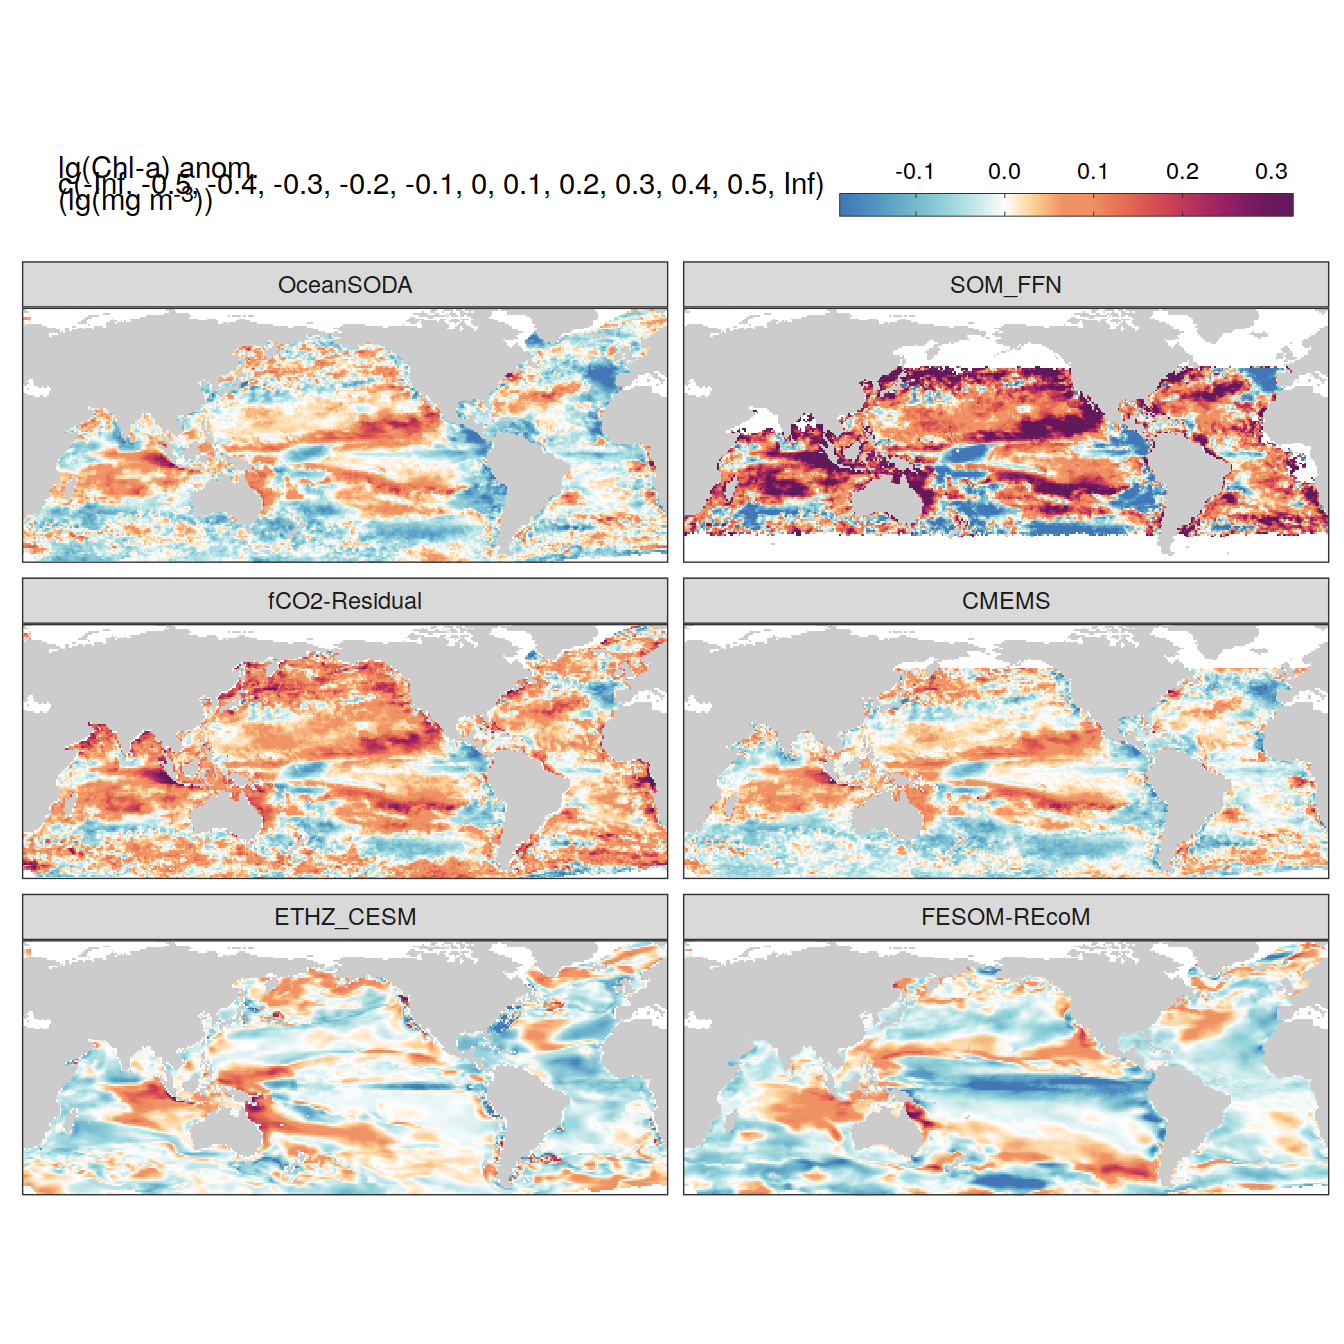 lg(Chl-a) anom.
c(-Inf, -0.5, -0.4, -0.3, -0.2, -0.1, 0, 0.1, 0.2, 0.3, 0.4, 0.5, Inf)
(lg(mg m⁻³))
-0.1 0.0 0.1 0.2 0.3
OceanSODA
SOM_FFN
fCO2-Residual
CMEMS
ETHZ_CESM
FESOM-REcoM